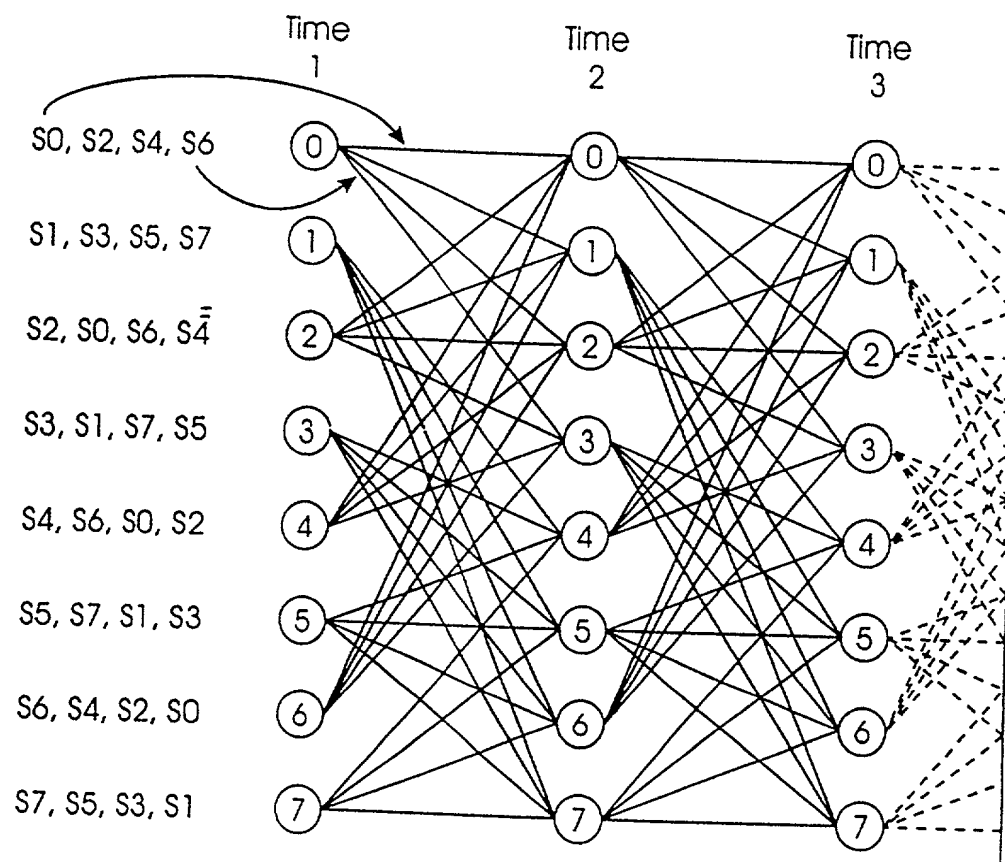 Time
1
Time
2
Time
3
S0, S2, S4, S6
0
0
0
S1, S3, S5, S7
1
1
1
S2, S0, S6, S4
2
2
2
S3, S1, S7, S5
3
3
3
S4, S6, S0, S2
4
4
4
S5, S7, S1, S3
5
5
5
S6, S4, S2, S0
6
6
6
S7, S5, S3, S1
7
7
7